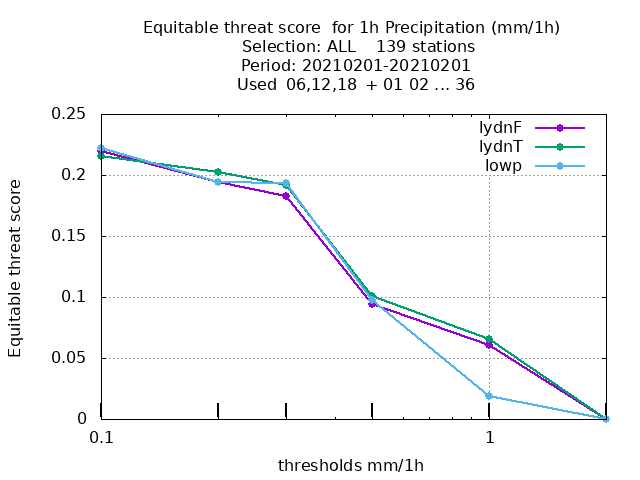 Equitable threat score  for 1h Precipitation (mm/1h)
Selection: ALL    139 stations
Period: 20210201-20210201
Used  06,12,18  + 01 02 ... 36
lydnF
lydnT
lowp
0.25
0.2
0.15
0.1
0.05
0
Equitable threat score
0.1
1
thresholds mm/1h